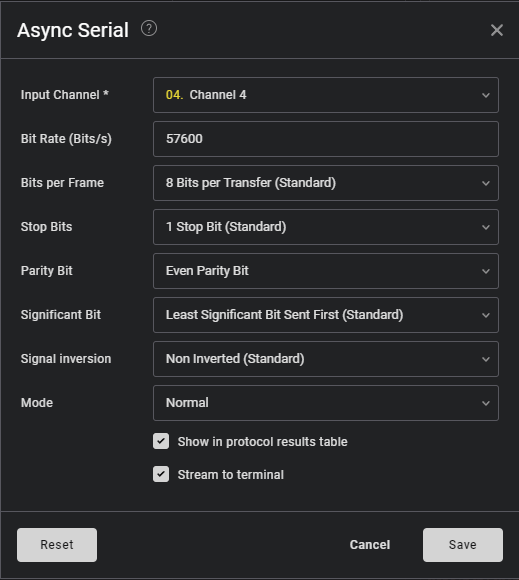 Async Serial ?
Input Channel * 04. Channel 4
Bit Rate (Bits/s) 57600
Bits per Frame 8 Bits per Transfer (Standard)
Stop Bits 1 Stop Bit (Standard)
Parity Bit Even Parity Bit
Significant Bit Least Significant Bit Sent First (Standard)
Signal inversion Non Inverted (Standard)
Mode Normal
Show in protocol results table
Stream to terminal
Reset Cancel Save